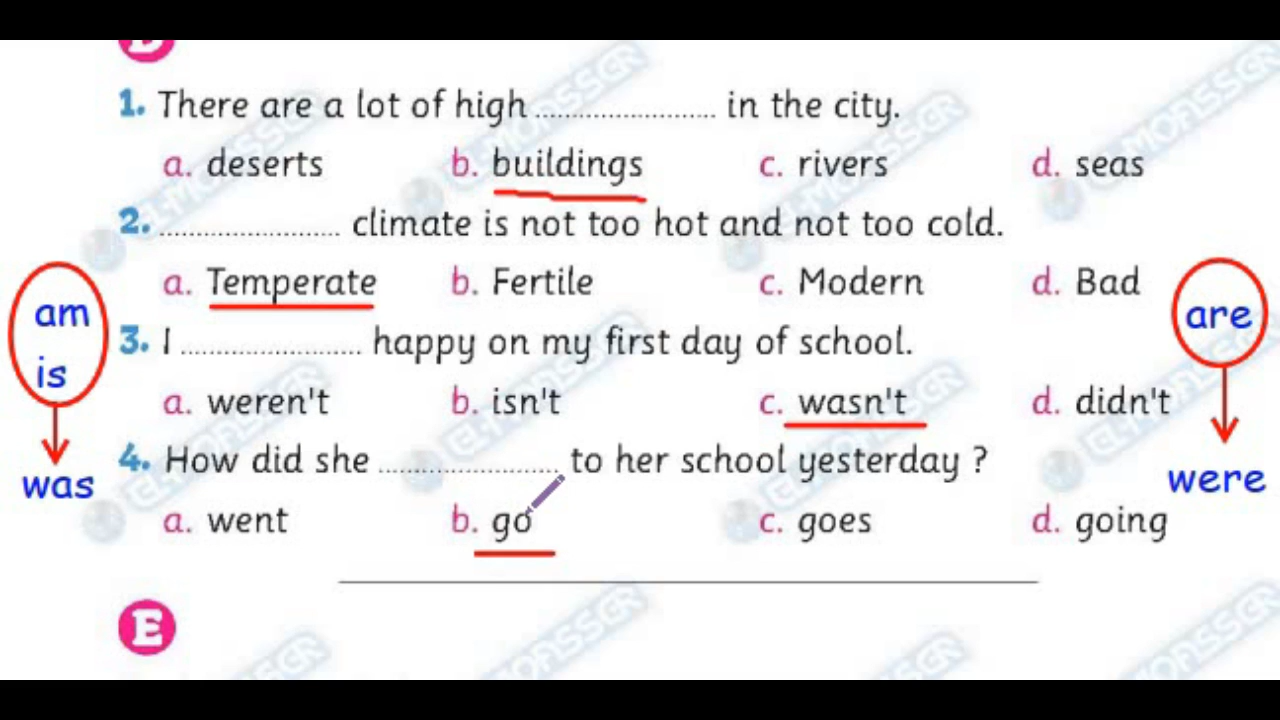 1. There are a lot of high ........................ in the city.
a. deserts b. buildings c. rivers d. seas
2. ........................ climate is not too hot and not too cold.
a. Temperate b. Fertile c. Modern d. Bad
am
is
was
are
were
3. I ........................ happy on my first day of school.
a. weren't b. isn't c. wasn't d. didn't
4. How did she ........................ to her school yesterday ?
a. went b. go c. goes d. going
E
EL-MOASSER